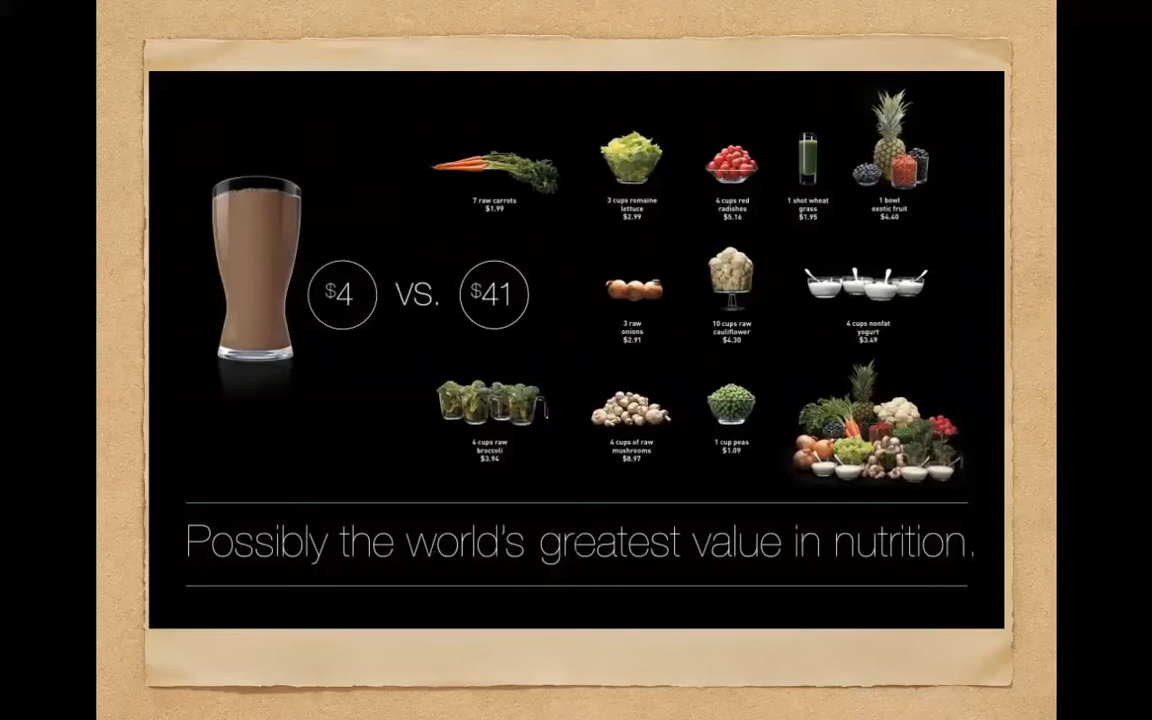 7 raw carrots
$1.99
3 cups romaine
lettuce
$2.99
4 cups red
radishes
$5.16
1 shot wheat
grass
$1.95
1 bowl
exotic fruit
$4.40
$4 VS. $41
3 raw
onions
$2.91
10 cups raw
cauliflower
$4.30
4 cups nonfat
yogurt
$3.49
6 cups raw
broccoli
$3.94
4 cups of raw
mushrooms
$8.97
1 cup peas
$1.09
Possibly the world's greatest value in nutrition.